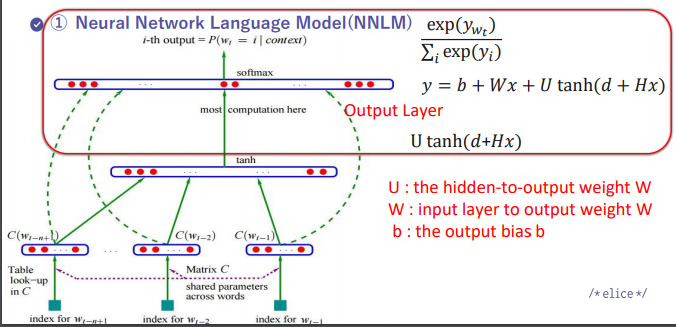 ① Neural Network Language Model(NNLM)
i-th output = P(w_t = i | context)
exp(y_{w_t})
Σ_i exp(y_i)
softmax
y = b + Wx + U tanh(d + Hx)
most computation here
Output Layer
U tanh(d+Hx)
tanh
U : the hidden-to-output weight W
W : input layer to output weight W
b : the output bias b
C(w_{t-n+1})
C(w_{t-2})
C(w_{t-1})
Table
look-up
in C
Matrix C
shared parameters
across words
index for w_{t-n+1}
index for w_{t-2}
index for w_{t-1}
/* elice */